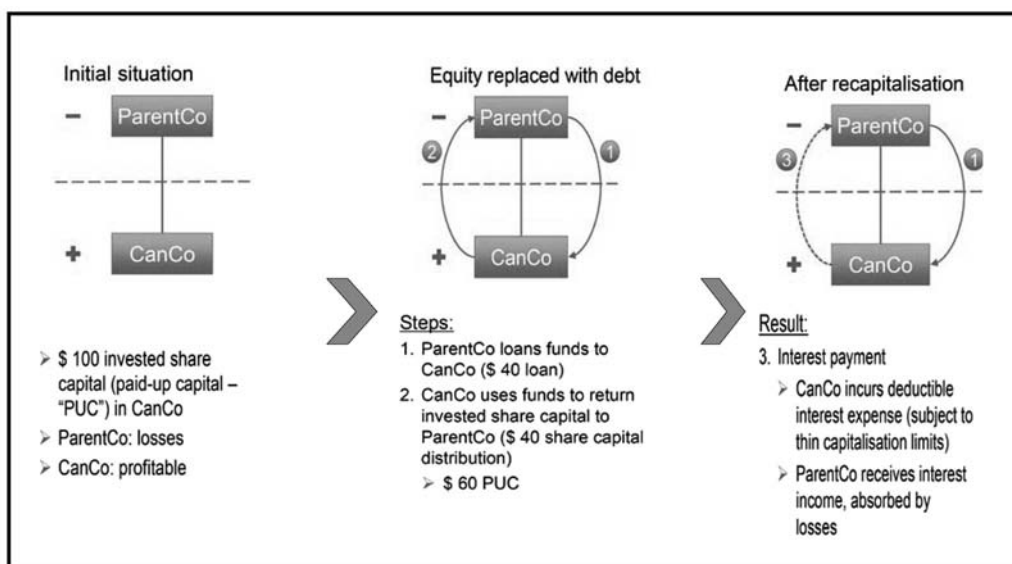 Initial situation
–
ParentCo
+
CanCo
➢ $ 100 invested share
capital (paid-up capital –
“PUC”) in CanCo
➢ ParentCo: losses
➢ CanCo: profitable
Equity replaced with debt
–
ParentCo
2
1
+
CanCo
Steps:
1. ParentCo loans funds to
CanCo ($ 40 loan)
2. CanCo uses funds to return
invested share capital to
ParentCo ($ 40 share capital
distribution)
➢ $ 60 PUC
After recapitalisation
–
ParentCo
3
1
+
CanCo
Result:
3. Interest payment
➢ CanCo incurs deductible
interest expense (subject to
thin capitalisation limits)
➢ ParentCo receives interest
income, absorbed by
losses